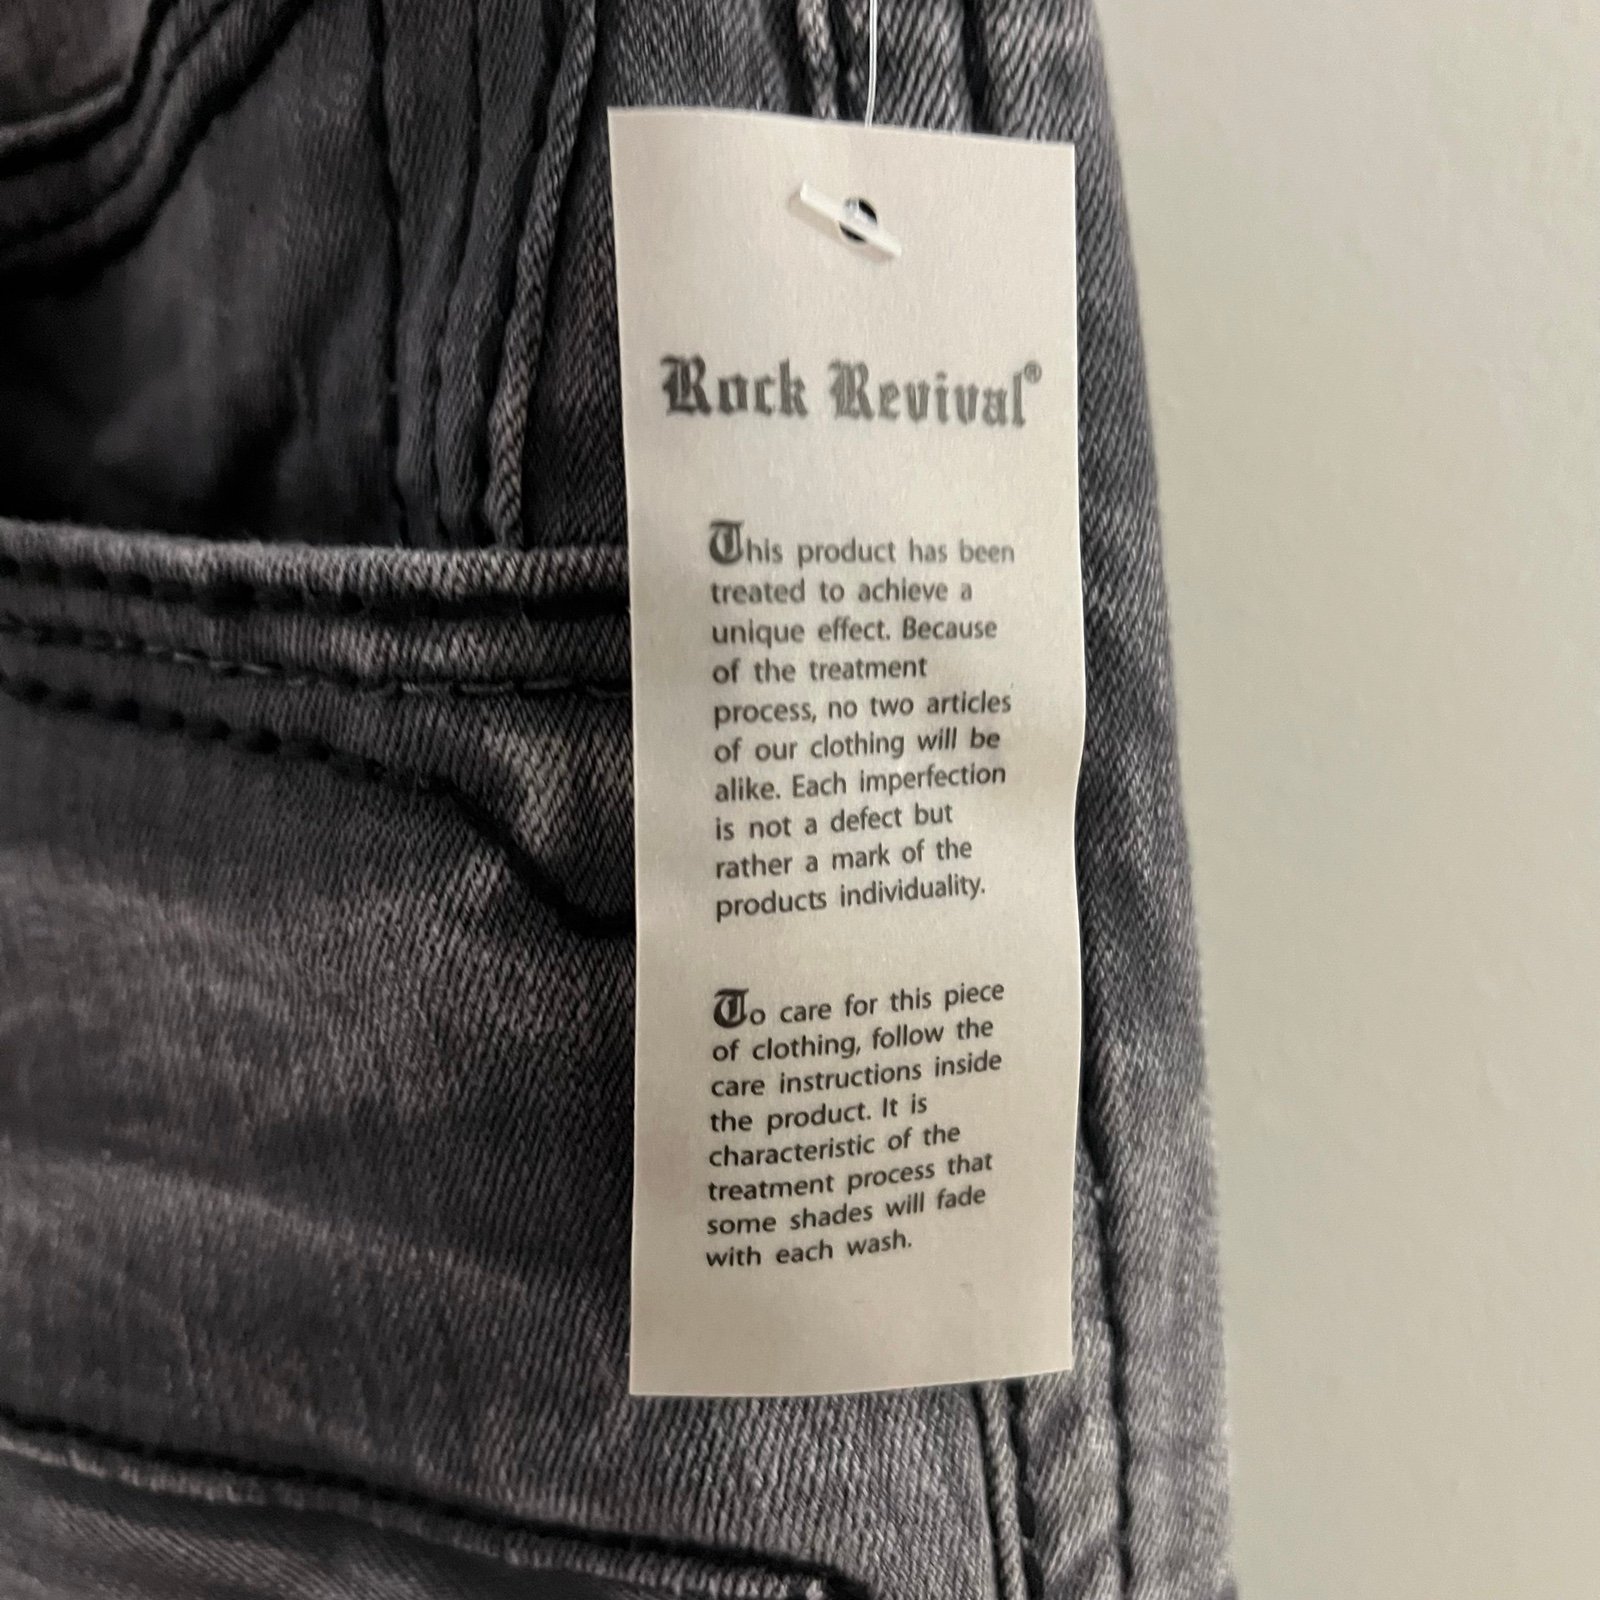 Rock Revival®
This product has been
treated to achieve a
unique effect. Because
of the treatment
process, no two articles
of our clothing will be
alike. Each imperfection
is not a defect but
rather a mark of the
products individuality.
To care for this piece
of clothing, follow the
care instructions inside
the product. It is
characteristic of the
treatment process that
some shades will fade
with each wash.